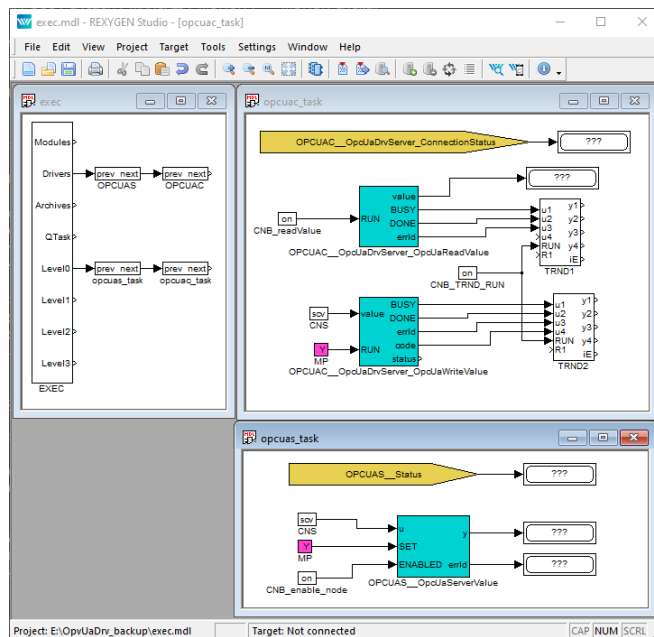 exec.mdl - REXYGEN Studio - [opcuac_task]
File Edit View Project Target Tools Settings Window Help
exec
Modules
Drivers
prev next
OPCUAS
prev next
OPCUAC
Archives
QTask
Level0
prev next
opcuas_task
prev next
opcuac_task
Level1
Level2
Level3
EXEC
opcuac_task
OPCUAC__OpcUaDrvServer_ConnectionStatus
???
???
on
CNB_readValue
RUN
value
BUSY
DONE
errId
OPCUAC__OpcUaDrvServer_OpcUaReadValue
u1
u2
u3
u4
RUN
R1
y1
y2
y3
y4
iE
TRND1
on
CNB_TRND_RUN
scv
CNS
Y
MP
value
RUN
BUSY
DONE
errId
code
status
OPCUAC__OpcUaDrvServer_OpcUaWriteValue
u1
u2
u3
u4
RUN
R1
y1
y2
y3
y4
iE
TRND2
opcuas_task
OPCUAS__Status
???
scv
CNS
Y
MP
on
CNB_enable_node
u
SET
ENABLED
y
errId
OPCUAS__OpcUaServerValue
???
???
Project: E:\OpvUaDrv_backup\exec.mdl
Target: Not connected
CAP NUM SCRL